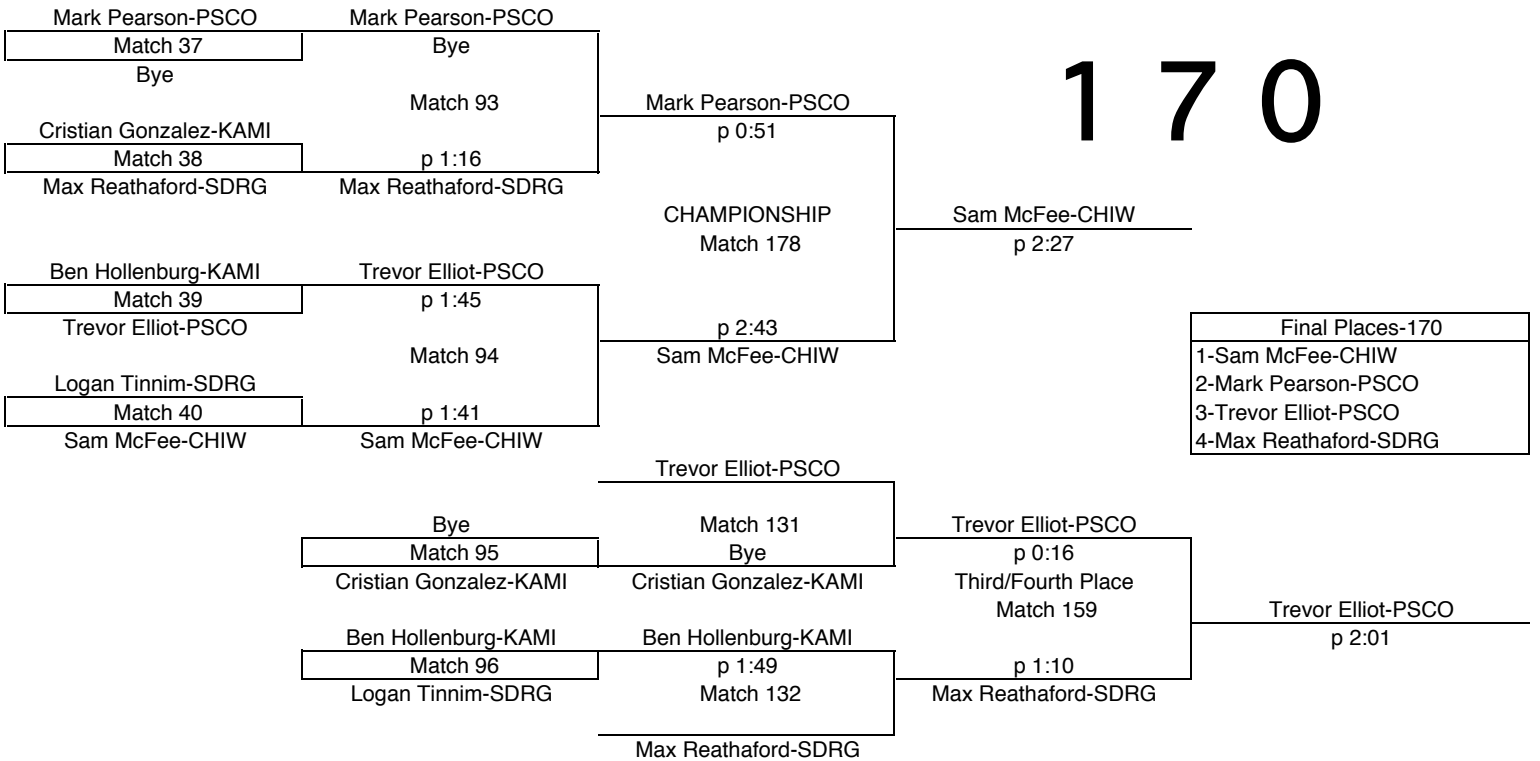 Mark Pearson-PSCO Mark Pearson-PSCO
Match 37 Bye
Bye
1 7 0
Match 93 Mark Pearson-PSCO
Cristian Gonzalez-KAMI p 0:51
Match 38 p 1:16
Max Reathaford-SDRG Max Reathaford-SDRG
CHAMPIONSHIP Sam McFee-CHIW
Match 178 p 2:27
Ben Hollenburg-KAMI Trevor Elliot-PSCO
Match 39 p 1:45
Trevor Elliot-PSCO p 2:43 Final Places-170
Match 94 Sam McFee-CHIW 1-Sam McFee-CHIW
Logan Tinnim-SDRG 2-Mark Pearson-PSCO
Match 40 p 1:41 3-Trevor Elliot-PSCO
Sam McFee-CHIW Sam McFee-CHIW 4-Max Reathaford-SDRG
Trevor Elliot-PSCO
Bye Match 131 Trevor Elliot-PSCO
Match 95 Bye p 0:16
Cristian Gonzalez-KAMI Cristian Gonzalez-KAMI Third/Fourth Place
Match 159 Trevor Elliot-PSCO
Ben Hollenburg-KAMI Ben Hollenburg-KAMI p 2:01
Match 96 p 1:49 p 1:10
Logan Tinnim-SDRG Match 132 Max Reathaford-SDRG
Max Reathaford-SDRG